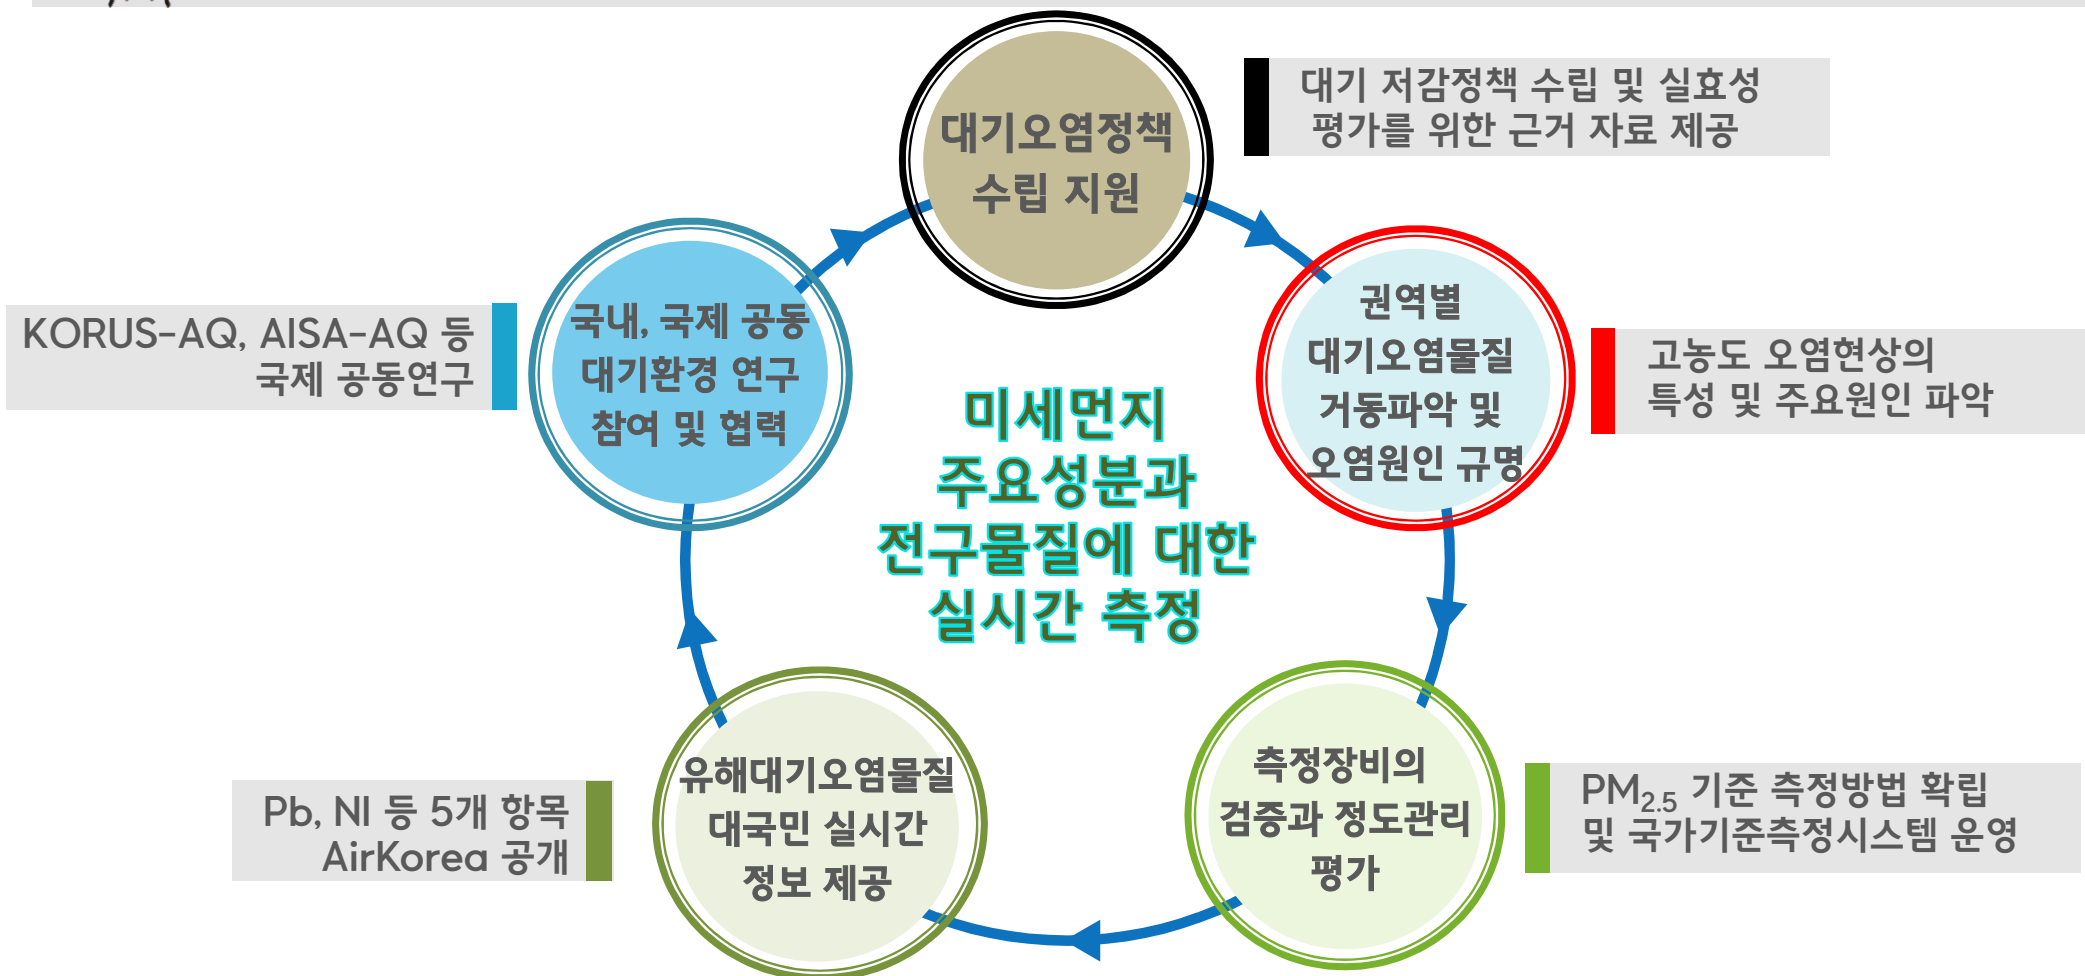 대기오염정책
수립 지원
대기 저감정책 수립 및 실효성
평가를 위한 근거 자료 제공
권역별
대기오염물질
거동파악 및
오염원인 규명
고농도 오염현상의
특성 및 주요원인 파악
측정장비의
검증과 정도관리
평가
PM2.5 기준 측정방법 확립
및 국가기준측정시스템 운영
유해대기오염물질
대국민 실시간
정보 제공
Pb, NI 등 5개 항목
AirKorea 공개
국내, 국제 공동
대기환경 연구
참여 및 협력
KORUS-AQ, AISA-AQ 등
국제 공동연구
미세먼지
주요성분과
전구물질에 대한
실시간 측정